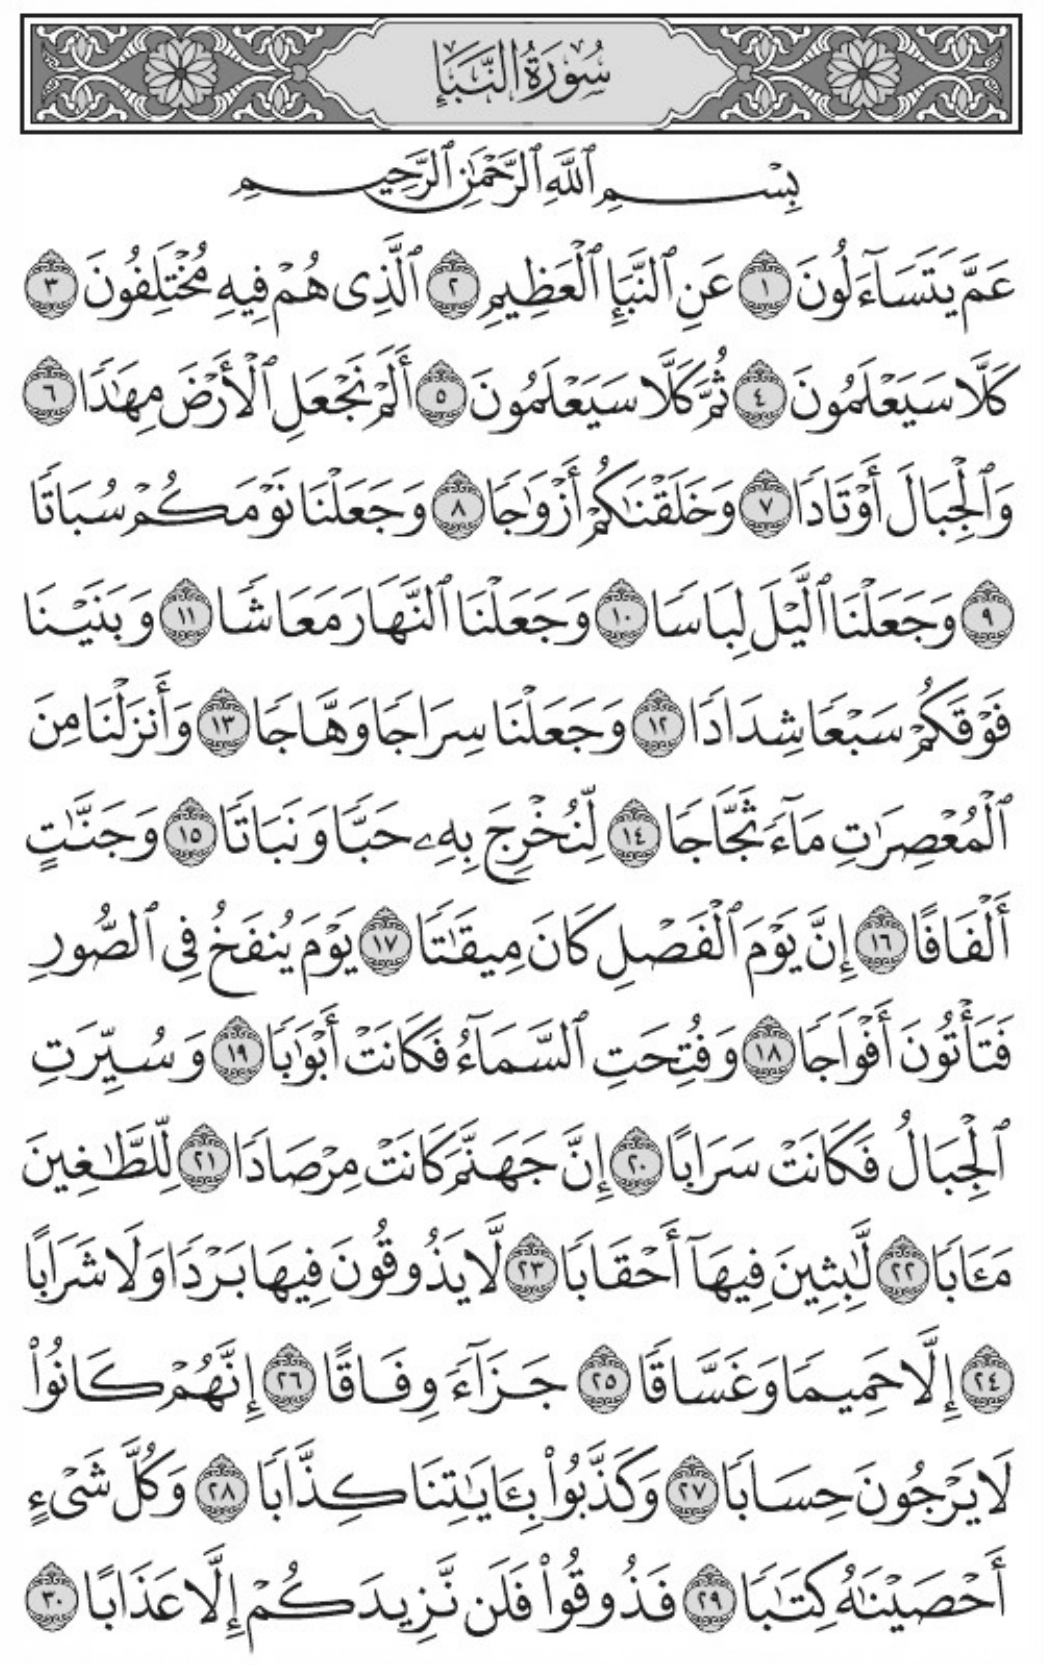 سُورَةُ النَّبَإِ
بِسْمِ ٱللَّهِ ٱلرَّحْمَٰنِ ٱلرَّحِيمِ
عَمَّ يَتَسَآءَلُونَ ١ عَنِ ٱلنَّبَإِ ٱلْعَظِيمِ ٢ ٱلَّذِى هُمْ فِيهِ مُخْتَلِفُونَ ٣
كَلَّا سَيَعْلَمُونَ ٤ ثُمَّ كَلَّا سَيَعْلَمُونَ ٥ أَلَمْ نَجْعَلِ ٱلْأَرْضَ مِهَٰدًا ٦
وَٱلْجِبَالَ أَوْتَادًا ٧ وَخَلَقْنَٰكُمْ أَزْوَٰجًا ٨ وَجَعَلْنَا نَوْمَكُمْ سُبَاتًا
٩ وَجَعَلْنَا ٱلَّيْلَ لِبَاسًا ١٠ وَجَعَلْنَا ٱلنَّهَارَ مَعَاشًا ١١ وَبَنَيْنَا
فَوْقَكُمْ سَبْعًا شِدَادًا ١٢ وَجَعَلْنَا سِرَاجًا وَهَّاجًا ١٣ وَأَنزَلْنَا مِنَ
ٱلْمُعْصِرَٰتِ مَآءً ثَجَّاجًا ١٤ لِّنُخْرِجَ بِهِۦ حَبًّا وَنَبَاتًا ١٥ وَجَنَّٰتٍ
أَلْفَافًا ١٦ إِنَّ يَوْمَ ٱلْفَصْلِ كَانَ مِيقَٰتًا ١٧ يَوْمَ يُنفَخُ فِى ٱلصُّورِ
فَتَأْتُونَ أَفْوَاجًا ١٨ وَفُتِحَتِ ٱلسَّمَآءُ فَكَانَتْ أَبْوَٰبًا ١٩ وَسُيِّرَتِ
ٱلْجِبَالُ فَكَانَتْ سَرَابًا ٢٠ إِنَّ جَهَنَّمَ كَانَتْ مِرْصَادًا ٢١ لِّلطَّٰغِينَ
مَـَٔابًا ٢٢ لَّٰبِثِينَ فِيهَآ أَحْقَابًا ٢٣ لَّا يَذُوقُونَ فِيهَا بَرْدًا وَلَا شَرَابًا
٢٤ إِلَّا حَمِيمًا وَغَسَّاقًا ٢٥ جَزَآءً وِفَاقًا ٢٦ إِنَّهُمْ كَانُوا۟
لَا يَرْجُونَ حِسَابًا ٢٧ وَكَذَّبُوا۟ بِـَٔايَٰتِنَا كِذَّابًا ٢٨ وَكُلَّ شَىْءٍ
أَحْصَيْنَٰهُ كِتَٰبًا ٢٩ فَذُوقُوا۟ فَلَن نَّزِيدَكُمْ إِلَّا عَذَابًا ٣٠